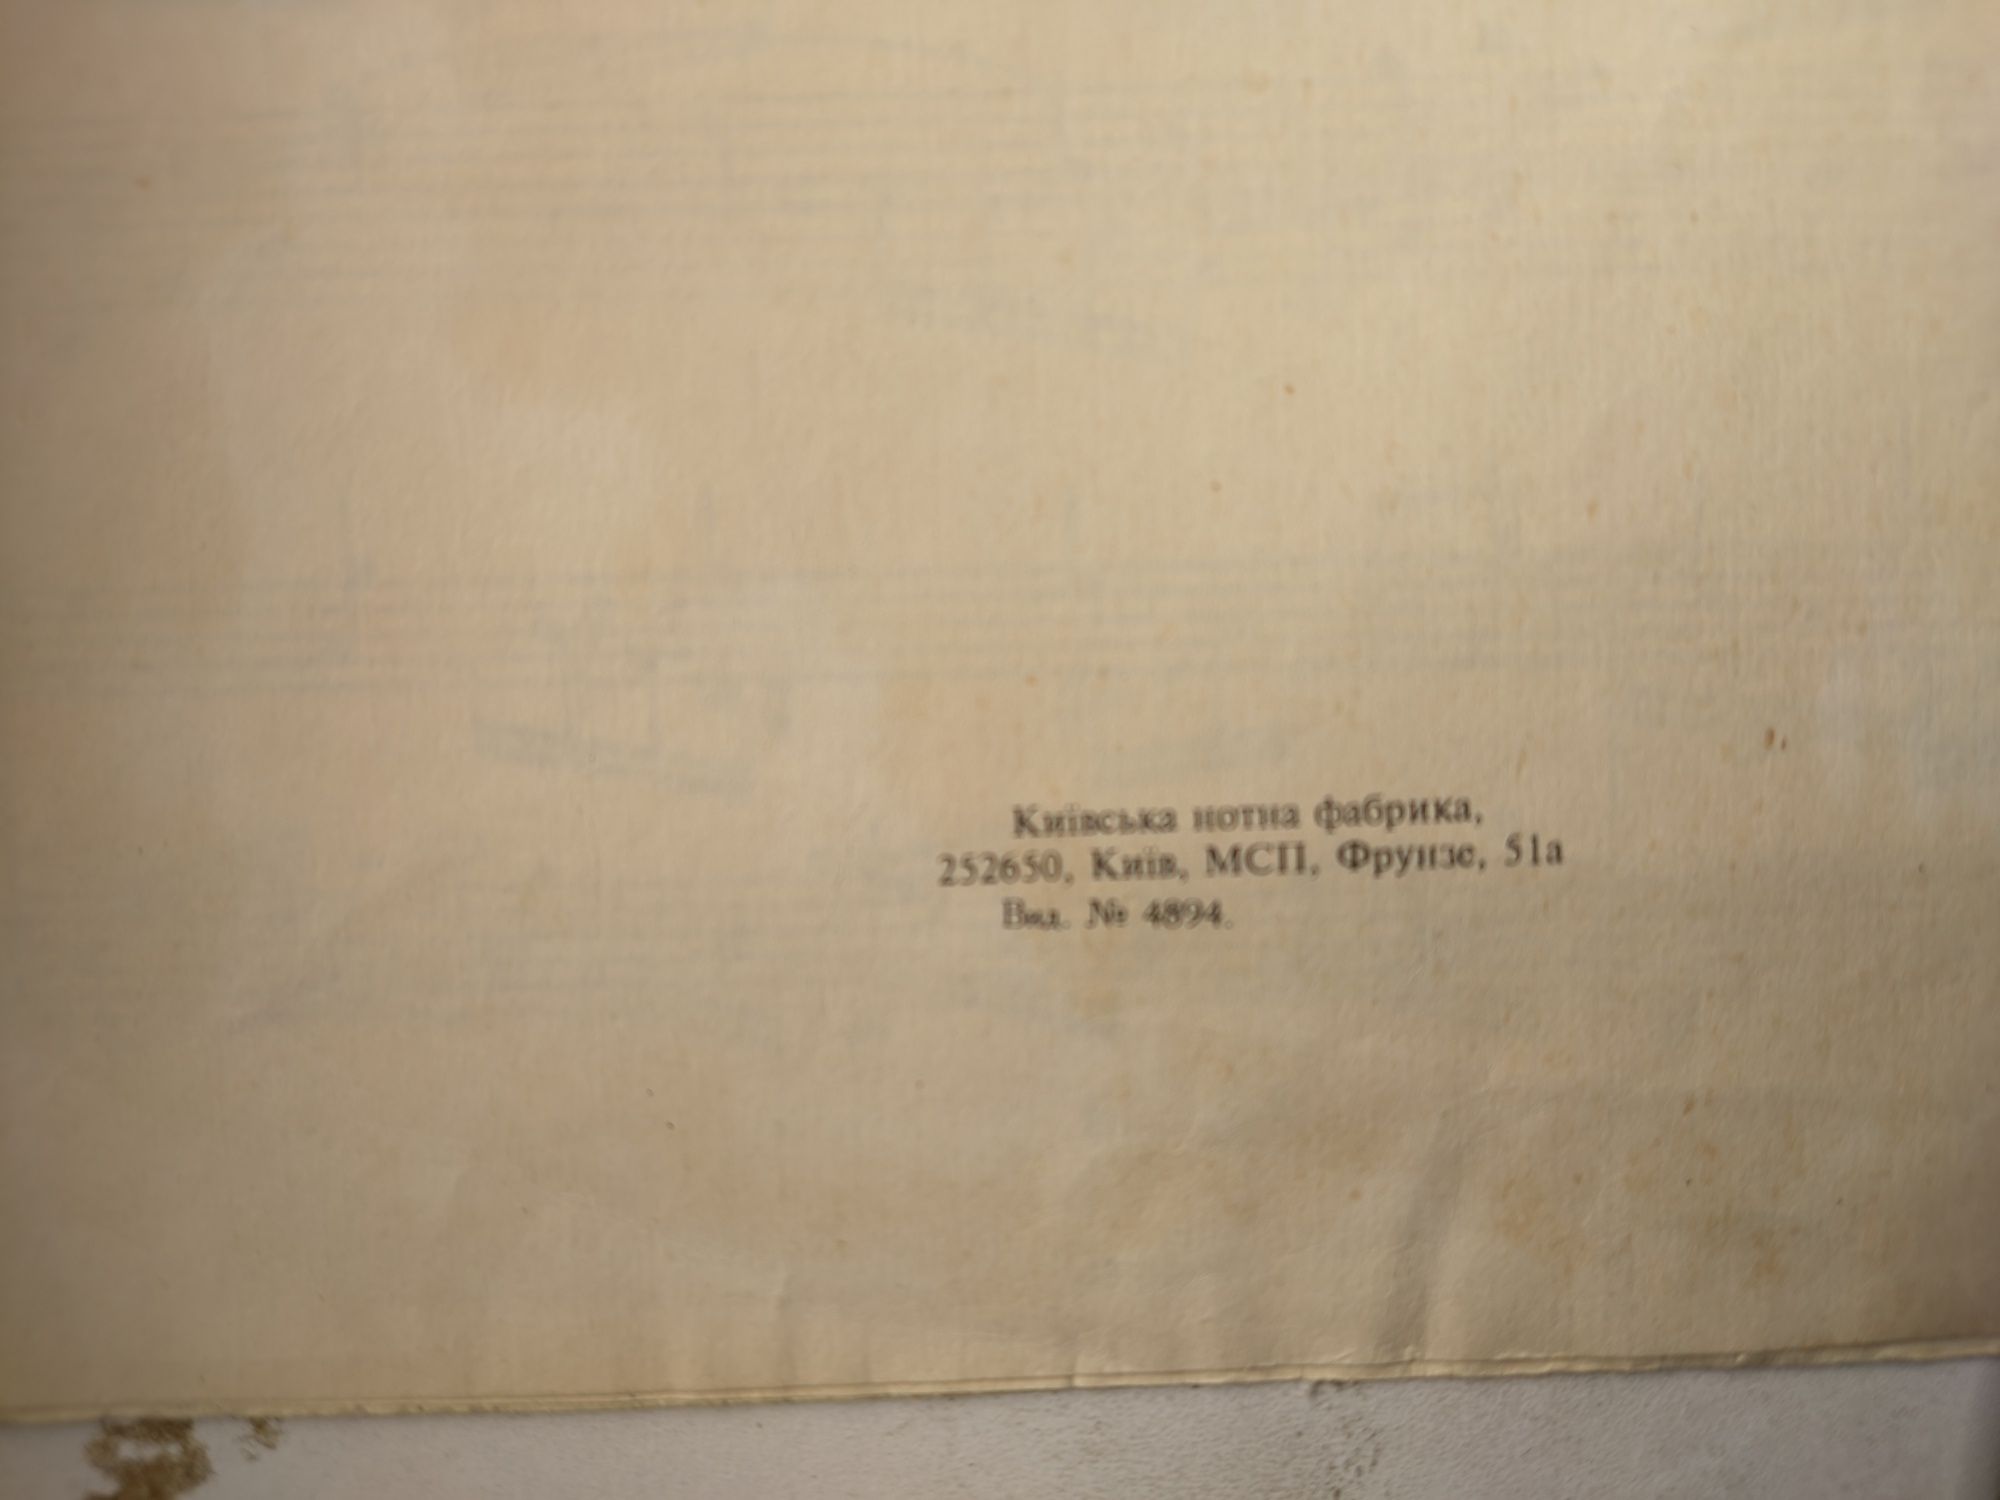 Київська нотна фабрика,
252650, Київ, МСП, Фрунзе, 51а
Вид. № 4894.